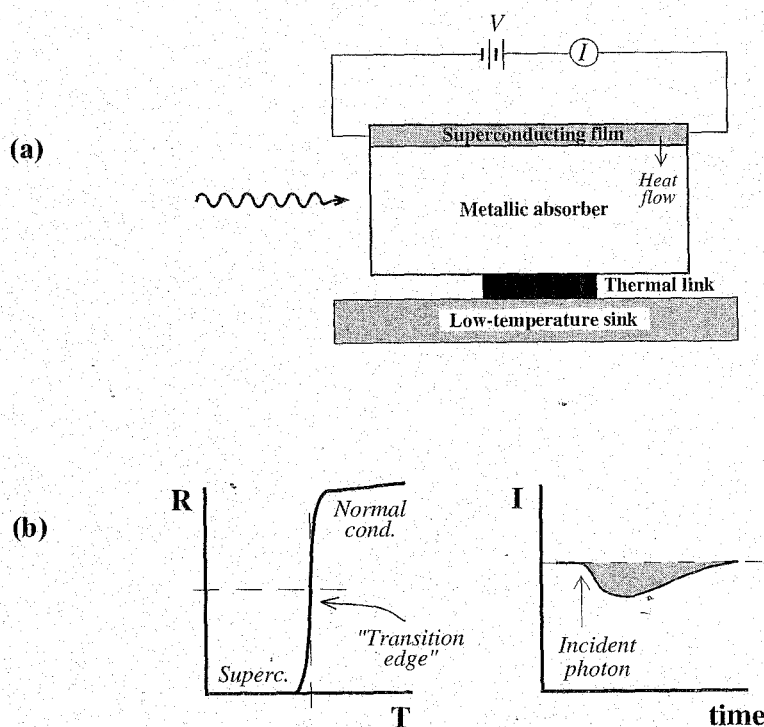 V
I
(a)
Superconducting film
Heat
flow
Metallic absorber
Thermal link
Low-temperature sink
(b)
R
Normal
cond.
"Transition
edge"
Superc.
T
I
Incident
photon
time